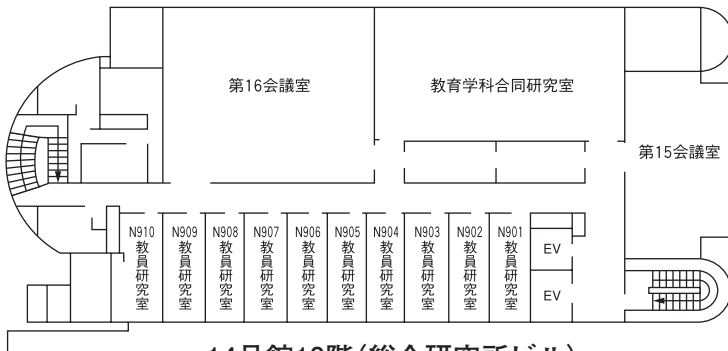 第16会議室
教育学科合同研究室
第15会議室
N910
教員研究室
N909
教員研究室
N908
教員研究室
N907
教員研究室
N906
教員研究室
N905
教員研究室
N904
教員研究室
N903
教員研究室
N902
教員研究室
N901
教員研究室
EV
EV